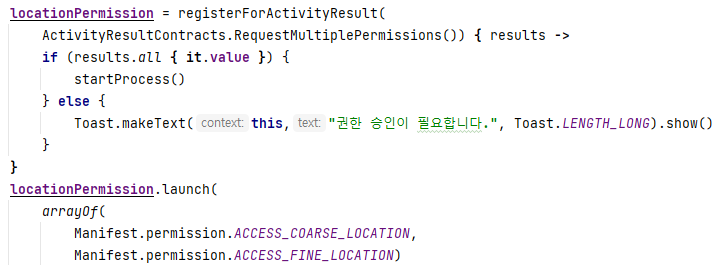 locationPermission = registerForActivityResult(
ActivityResultContracts.RequestMultiplePermissions()) { results ->
if (results.all { it.value }) {
startProcess()
} else {
Toast.makeText( context: this, text: "권한 승인이 필요합니다.", Toast.LENGTH_LONG).show()
}
}
locationPermission.launch(
arrayOf(
Manifest.permission.ACCESS_COARSE_LOCATION,
Manifest.permission.ACCESS_FINE_LOCATION)